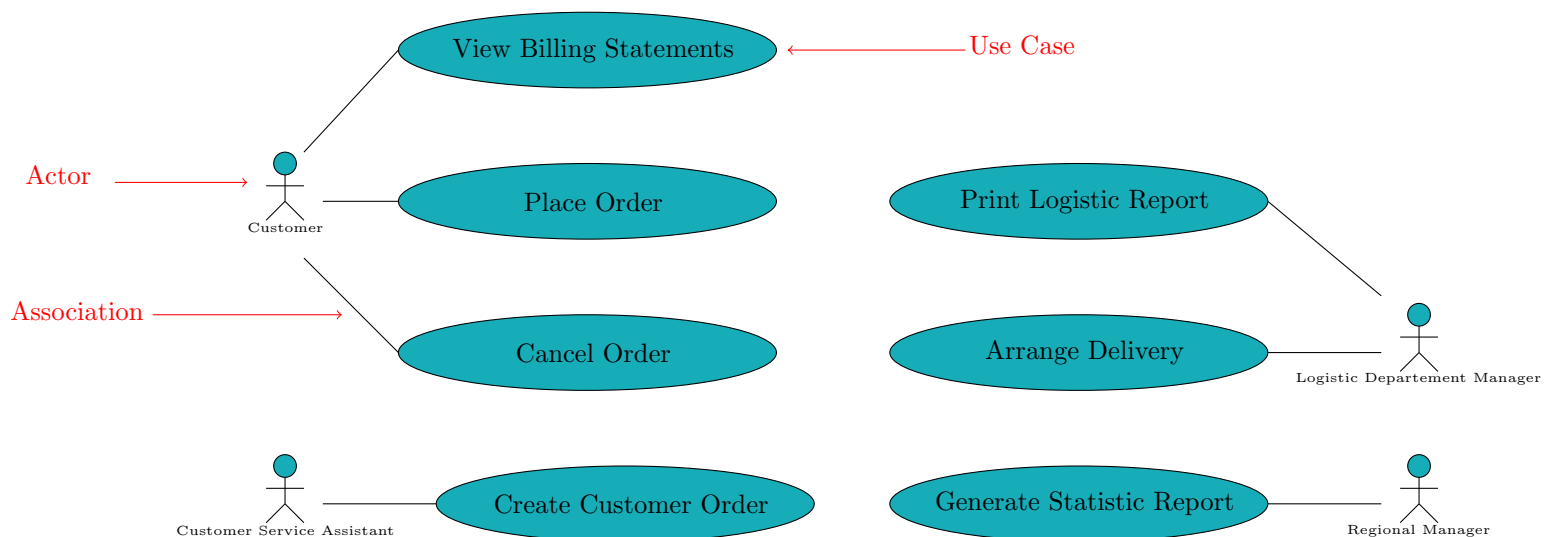 View Billing Statements
Use Case
Actor
Customer
Place Order
Print Logistic Report
Association
Cancel Order
Arrange Delivery
Logistic Departement Manager
Customer Service Assistant
Create Customer Order
Generate Statistic Report
Regional Manager